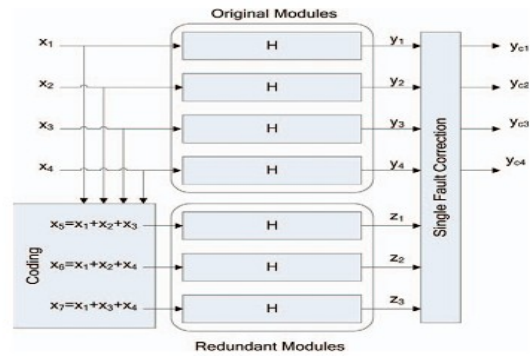 Original Modules
x1 H y1 yc1
x2 H y2 yc2
x3 H y3 yc3
x4 H y4 yc4
Single Fault Correction
Coding
x5=x1+x2+x3 H z1
x6=x1+x2+x4 H z2
x7=x1+x3+x4 H z3
Redundant Modules